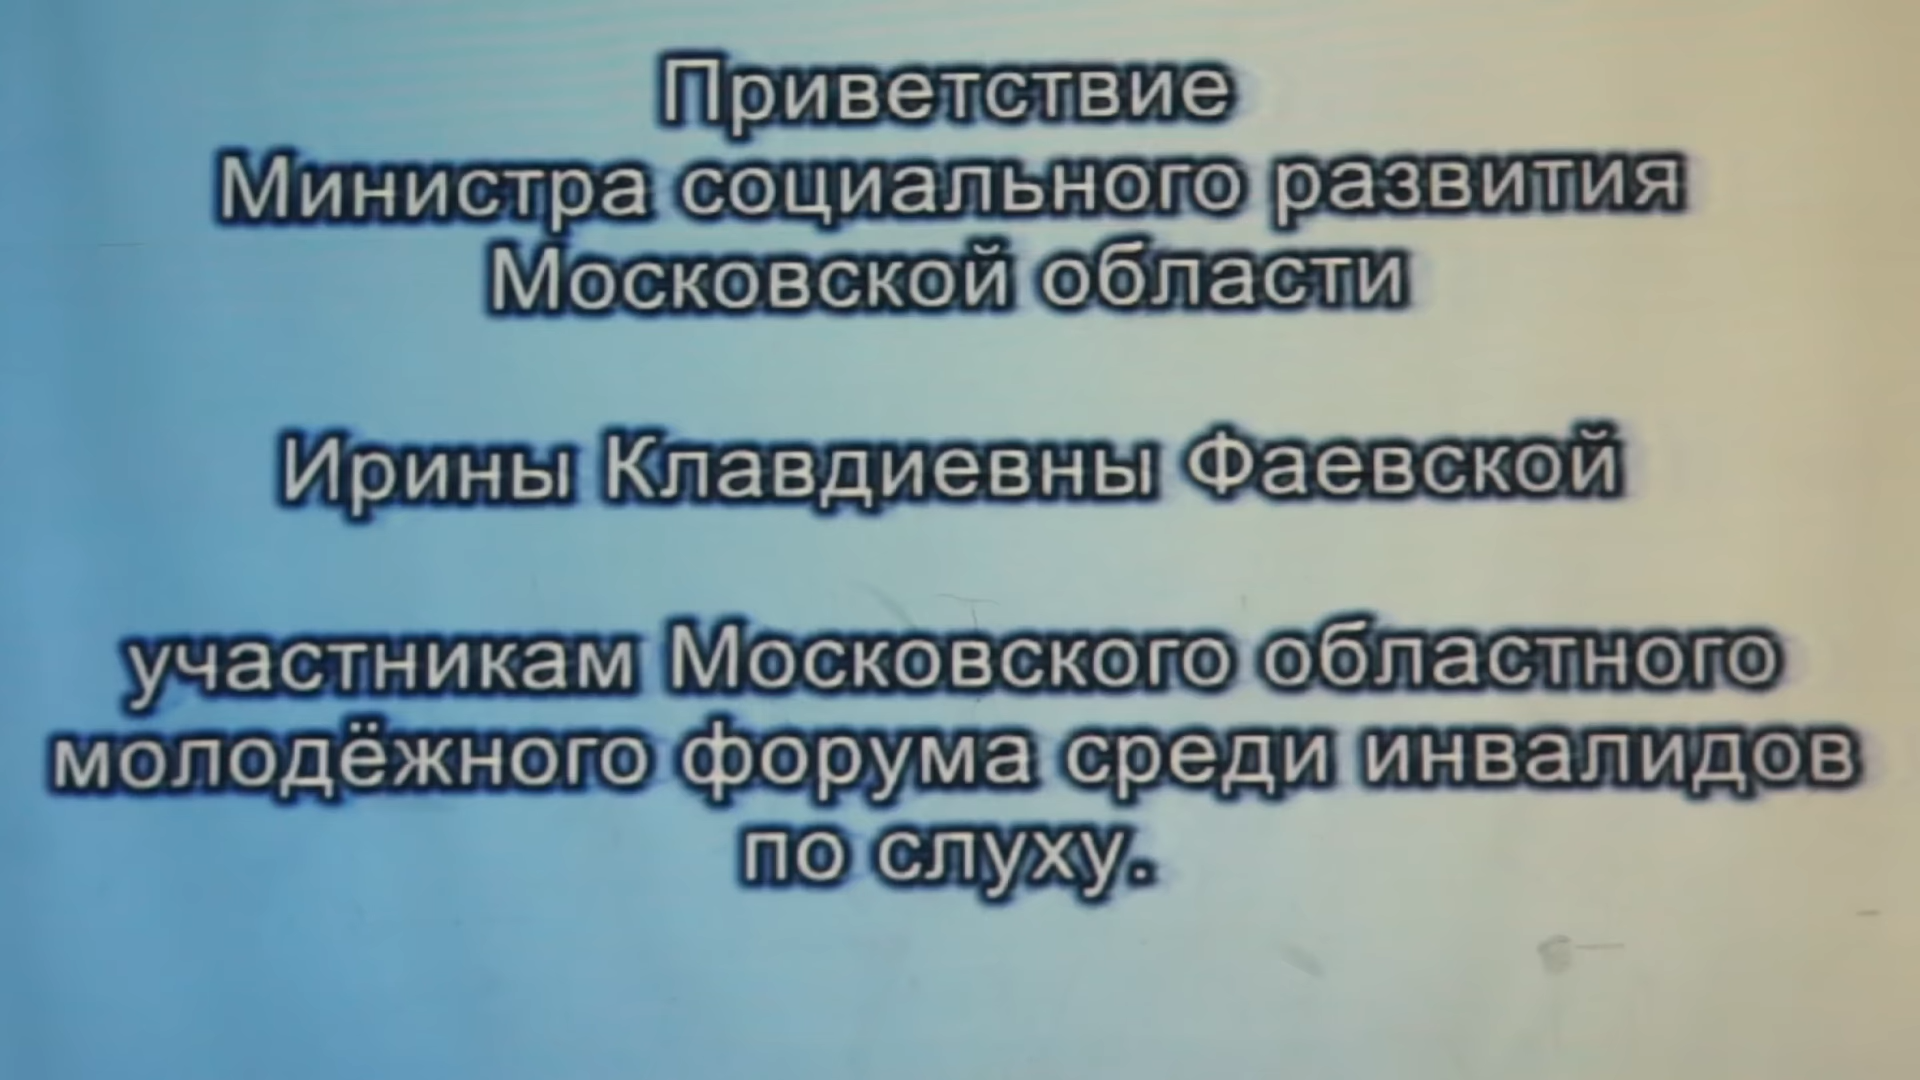 Приветствие
Министра социального развития
Московской области
Ирины Клавдиевны Фаевской
участникам Московского областного
молодёжного форума среди инвалидов
по слуху.